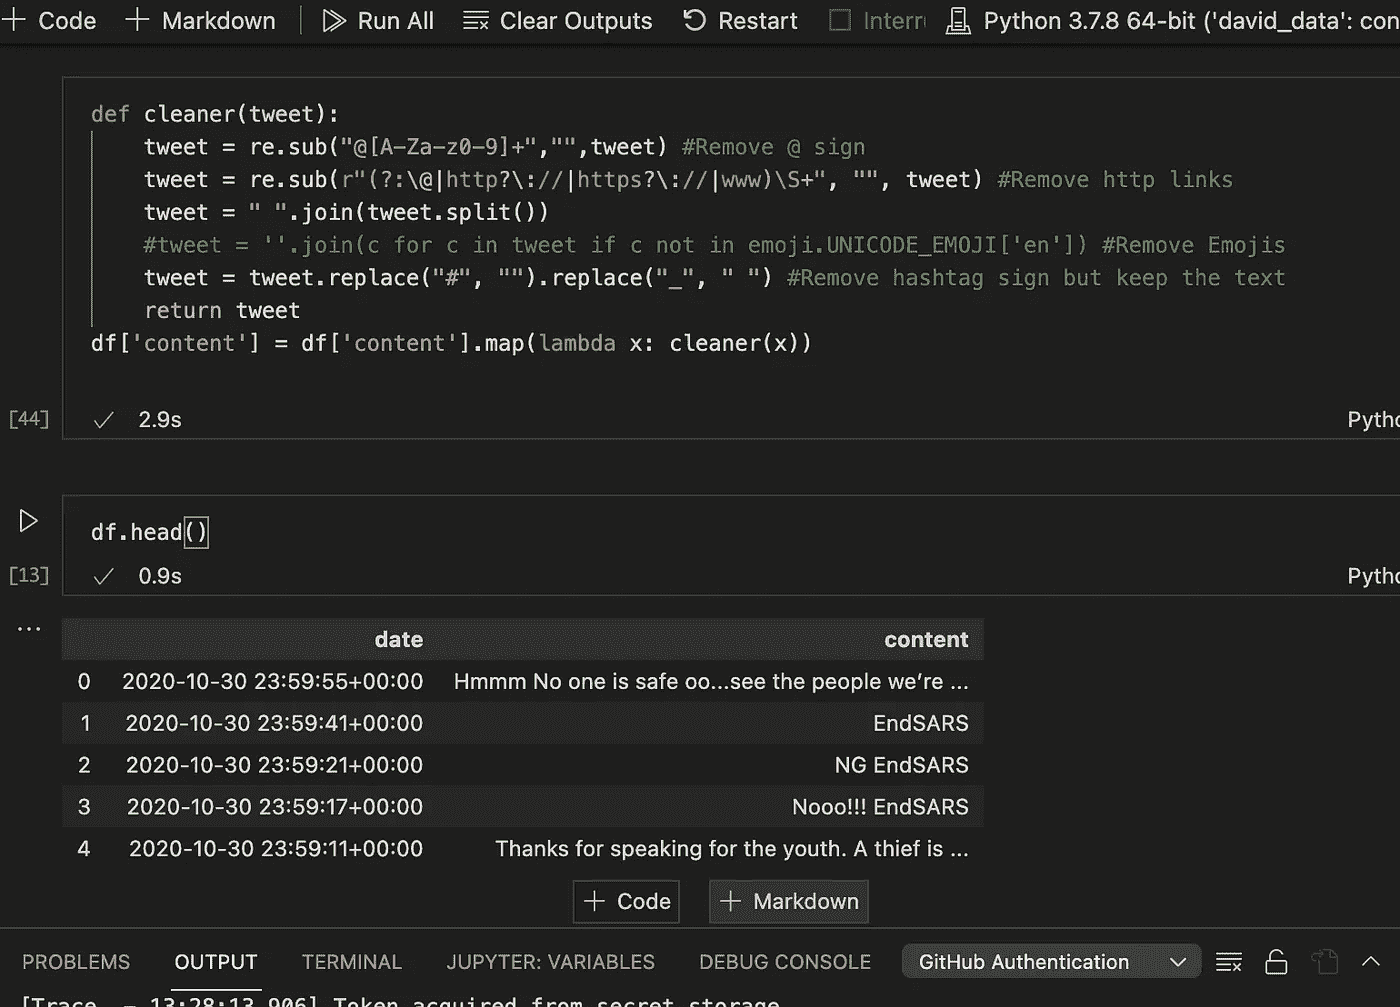 Code Markdown Run All Clear Outputs Restart Interr Python 3.7.8 64-bit ('david_data': con
def cleaner(tweet):
    tweet = re.sub("@[A-Za-z0-9]+","",tweet) #Remove @ sign
    tweet = re.sub(r"(?:\@|http?\://|https?\://|www)\S+", "", tweet) #Remove http links
    tweet = " ".join(tweet.split())
    #tweet = ''.join(c for c in tweet if c not in emoji.UNICODE_EMOJI['en']) #Remove Emojis
    tweet = tweet.replace("#", "").replace("_", " ") #Remove hashtag sign but keep the text
    return tweet
df['content'] = df['content'].map(lambda x: cleaner(x))
[44] 2.9s Pytho
df.head()
[13] 0.9s Pytho
date content
0 2020-10-30 23:59:55+00:00 Hmmm No one is safe oo...see the people we're ...
1 2020-10-30 23:59:41+00:00 EndSARS
2 2020-10-30 23:59:21+00:00 NG EndSARS
3 2020-10-30 23:59:17+00:00 Nooo!!! EndSARS
4 2020-10-30 23:59:11+00:00 Thanks for speaking for the youth. A thief is ...
Code Markdown
PROBLEMS OUTPUT TERMINAL JUPYTER: VARIABLES DEBUG CONSOLE GitHub Authentication
[Trace - 13:28:13.906] Token acquired from secret storage.